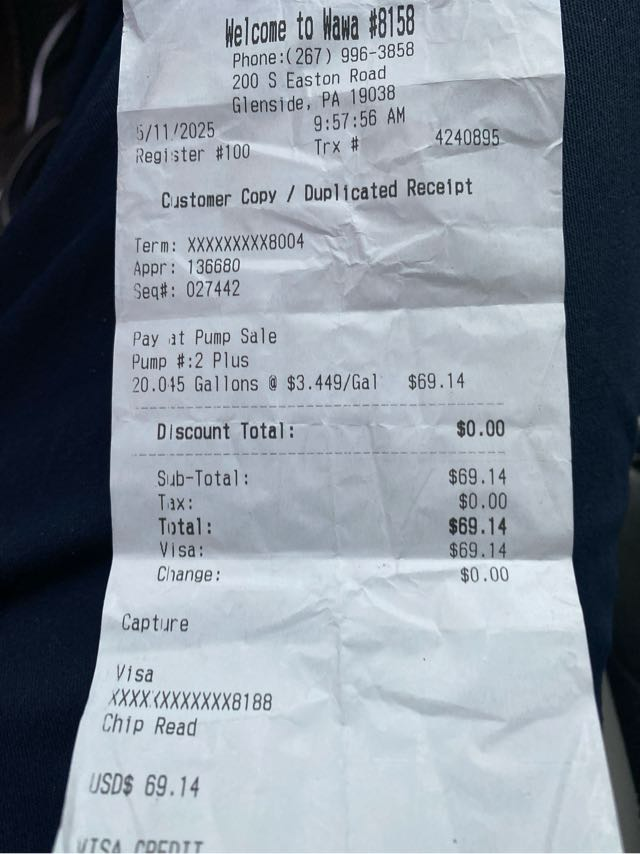 Welcome to Wawa #8158
Phone:(267) 996-3858
200 S Easton Road
Glenside, PA 19038
5/11/2025 9:57:56 AM
Register #100 Trx # 4240895
Customer Copy / Duplicated Receipt
Term: XXXXXXXXX8004
Appr: 136680
Seq#: 027442
Pay at Pump Sale
Pump #:2 Plus
20.045 Gallons @ $3.449/Gal $69.14
Discount Total: $0.00
Sub-Total: $69.14
Tax: $0.00
Total: $69.14
Visa: $69.14
Change: $0.00
Capture
Visa
XXXXXXXXXXXX8188
Chip Read
USD$ 69.14
VISA CREDIT